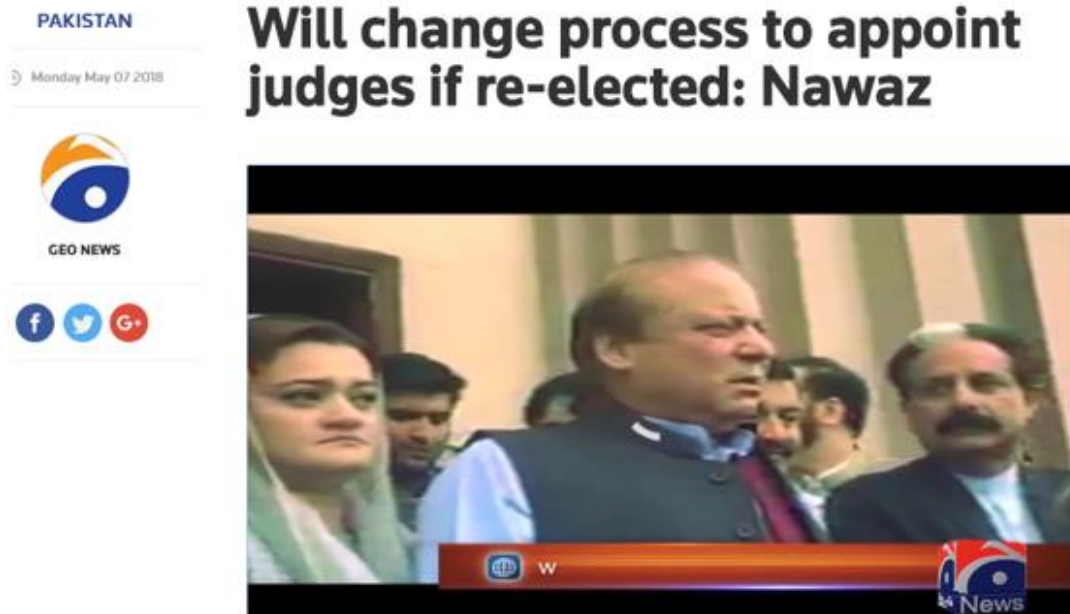 PAKISTAN
Monday May 07 2018
GEO NEWS
f
G+
Will change process to appoint
judges if re-elected: Nawaz
W
News